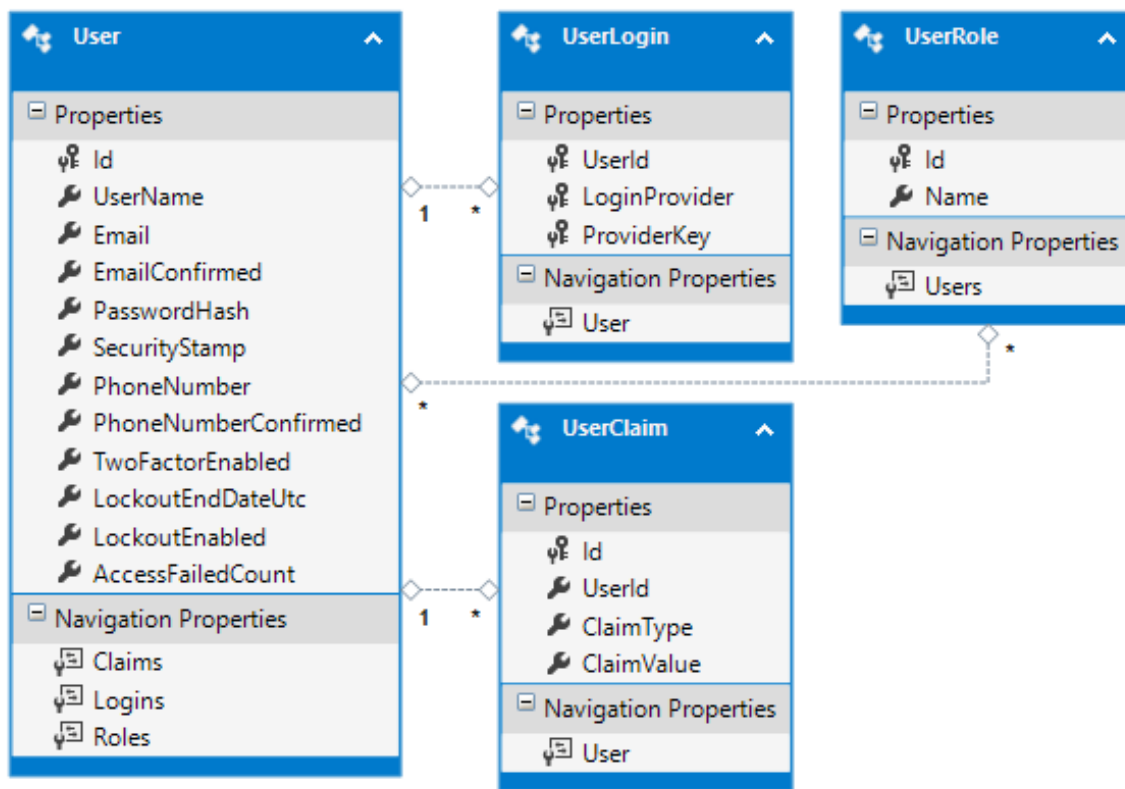 User
Properties
Id
UserName
Email
EmailConfirmed
PasswordHash
SecurityStamp
PhoneNumber
PhoneNumberConfirmed
TwoFactorEnabled
LockoutEndDateUtc
LockoutEnabled
AccessFailedCount
Navigation Properties
Claims
Logins
Roles
1 *
*
*
1 *
UserLogin
Properties
UserId
LoginProvider
ProviderKey
Navigation Properties
User
UserRole
Properties
Id
Name
Navigation Properties
Users
UserClaim
Properties
Id
UserId
ClaimType
ClaimValue
Navigation Properties
User